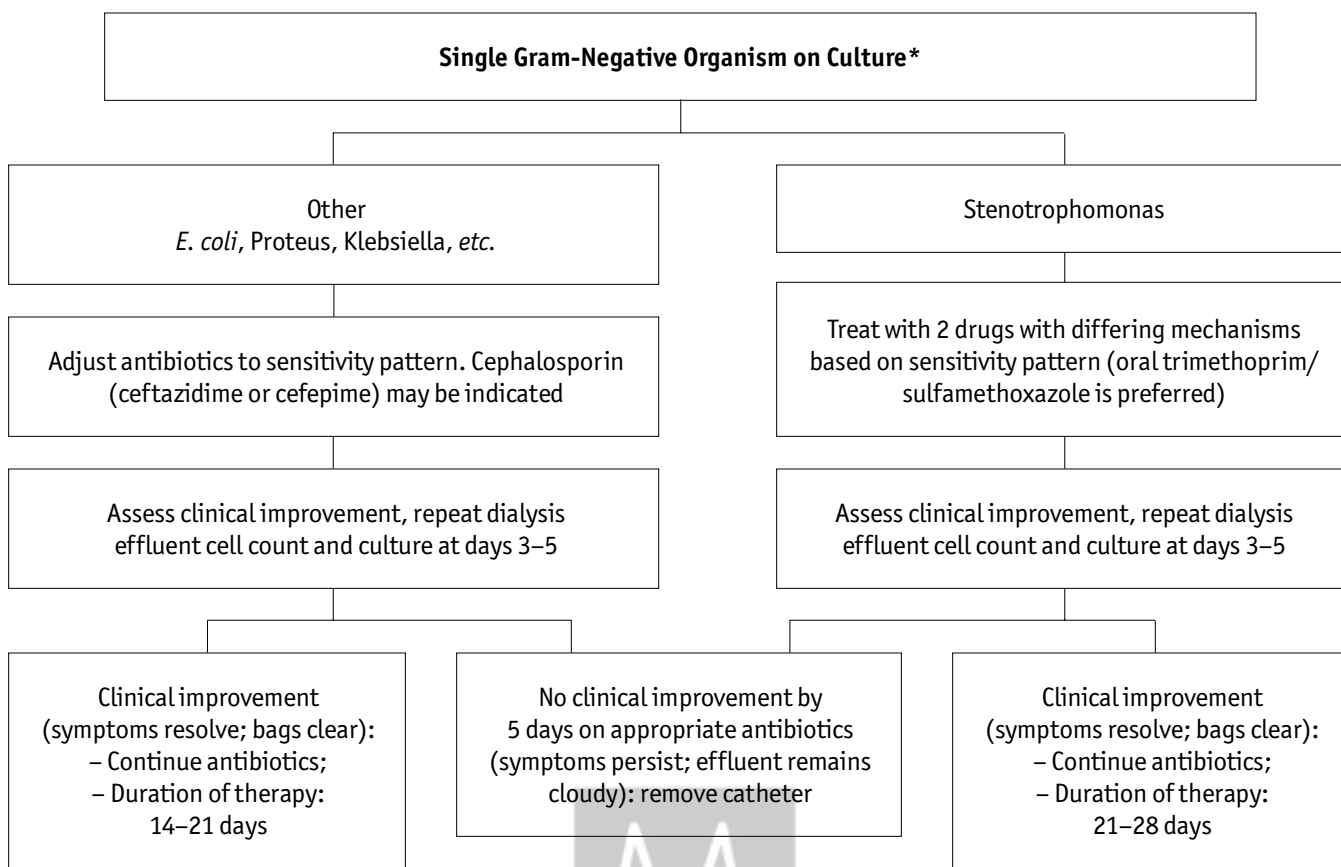 Single Gram-Negative Organism on Culture*
Other
E. coli, Proteus, Klebsiella, etc.
Stenotrophomonas
Adjust antibiotics to sensitivity pattern. Cephalosporin
(ceftazidime or cefepime) may be indicated
Treat with 2 drugs with differing mechanisms
based on sensitivity pattern (oral trimethoprim/
sulfamethoxazole is preferred)
Assess clinical improvement, repeat dialysis
effluent cell count and culture at days 3–5
Assess clinical improvement, repeat dialysis
effluent cell count and culture at days 3–5
Clinical improvement
(symptoms resolve; bags clear):
– Continue antibiotics;
– Duration of therapy:
14–21 days
No clinical improvement by
5 days on appropriate antibiotics
(symptoms persist; effluent remains
cloudy): remove catheter
Clinical improvement
(symptoms resolve; bags clear):
– Continue antibiotics;
– Duration of therapy:
21–28 days